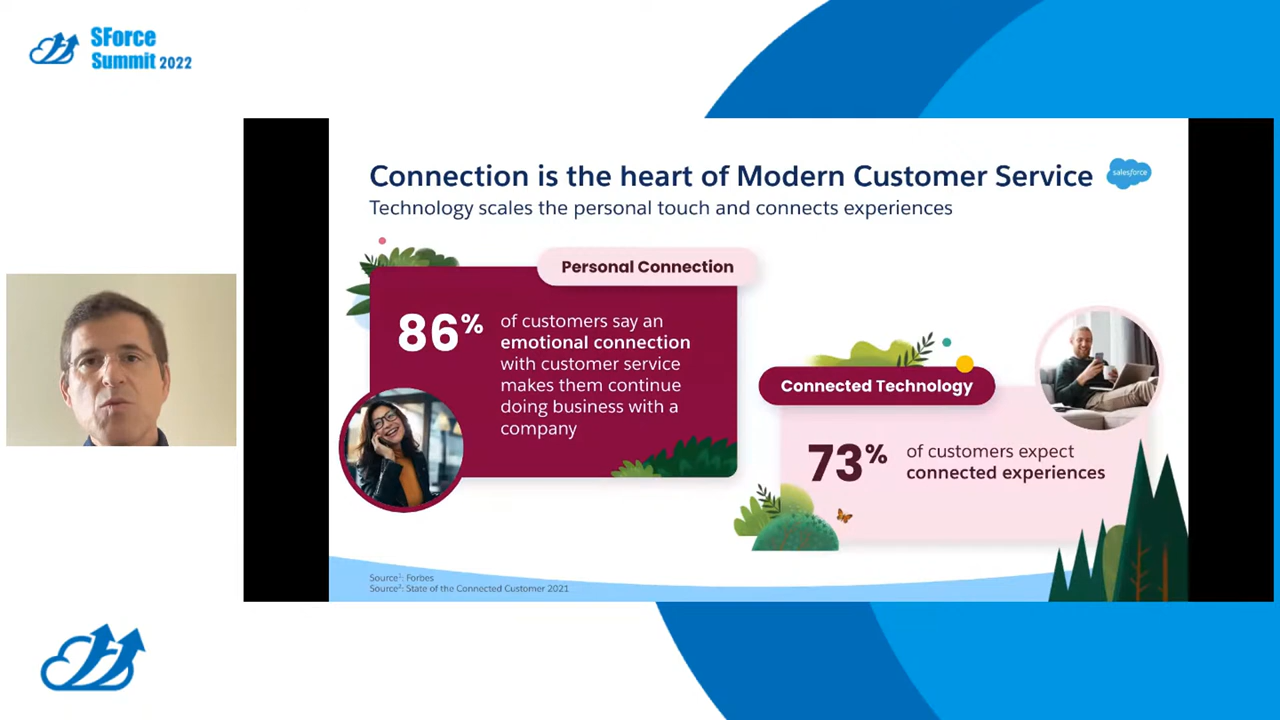 SForce
Summit 2022
Connection is the heart of Modern Customer Service
salesforce
Technology scales the personal touch and connects experiences
Personal Connection
86%
of customers say an
emotional connection
with customer service
makes them continue
doing business with a
company
Connected Technology
73%
of customers expect
connected experiences
Source¹: Forbes
Source²: State of the Connected Customer 2021